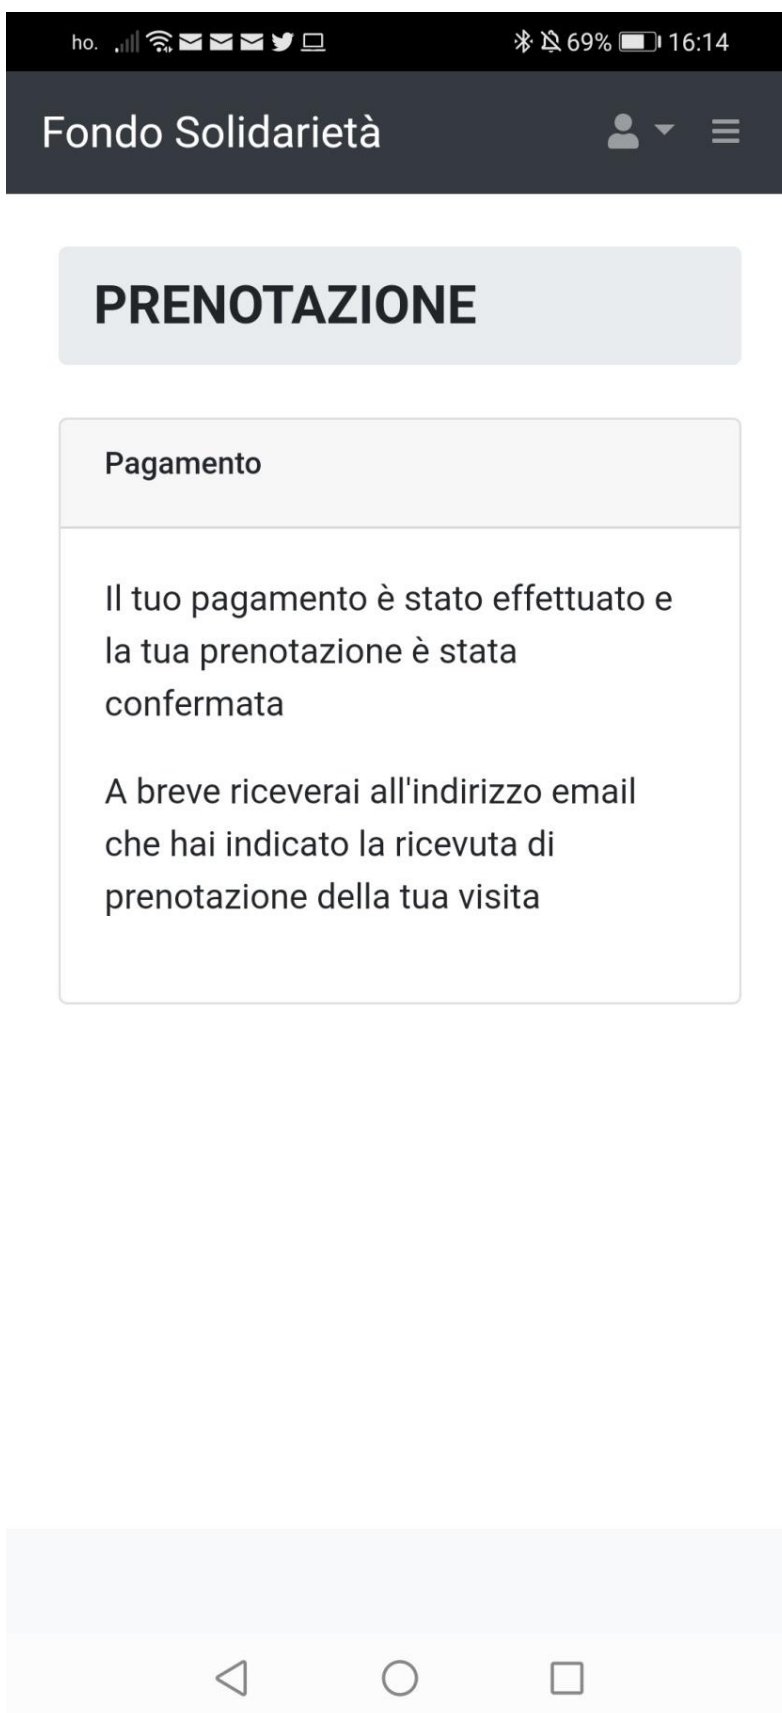 ho. 69% 16:14
Fondo Solidarietà
PRENOTAZIONE
Pagamento
Il tuo pagamento è stato effettuato e
la tua prenotazione è stata
confermata
A breve riceverai all'indirizzo email
che hai indicato la ricevuta di
prenotazione della tua visita